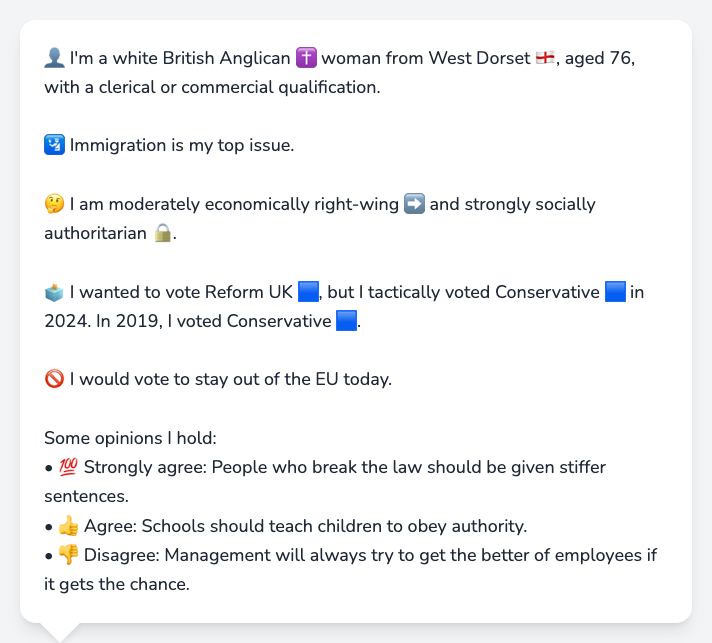 👤 I'm a white British Anglican ✝️ woman from West Dorset 🏴󠁧󠁢󠁥󠁮󠁧󠁿, aged 76,
with a clerical or commercial qualification.
🛂 Immigration is my top issue.
🤔 I am moderately economically right-wing ➡️ and strongly socially
authoritarian 🔒.
🗳️ I wanted to vote Reform UK 🟦, but I tactically voted Conservative 🟦 in
2024. In 2019, I voted Conservative 🟦.
🚫 I would vote to stay out of the EU today.
Some opinions I hold:
• 💯 Strongly agree: People who break the law should be given stiffer
sentences.
• 👍 Agree: Schools should teach children to obey authority.
• 👎 Disagree: Management will always try to get the better of employees if
it gets the chance.